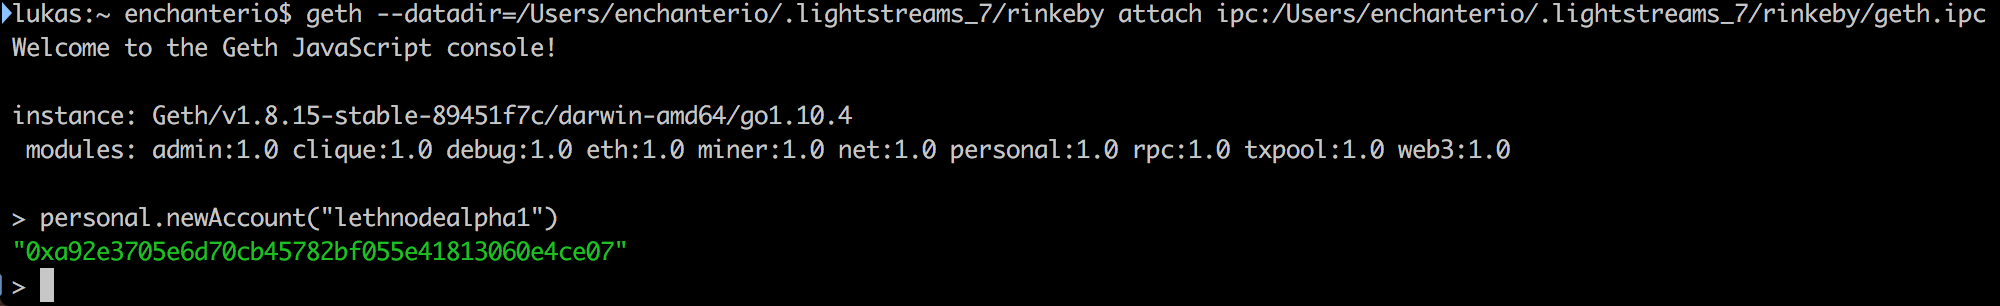 lukas:~ enchanterio$ geth --datadir=/Users/enchanterio/.lightstreams_7/rinkeby attach ipc:/Users/enchanterio/.lightstreams_7/rinkeby/geth.ipc
Welcome to the Geth JavaScript console!
instance: Geth/v1.8.15-stable-89451f7c/darwin-amd64/go1.10.4
modules: admin:1.0 clique:1.0 debug:1.0 eth:1.0 miner:1.0 net:1.0 personal:1.0 rpc:1.0 txpool:1.0 web3:1.0
> personal.newAccount("lethnodealpha1")
"0xa92e3705e6d70cb45782bf055e41813060e4ce07"
>